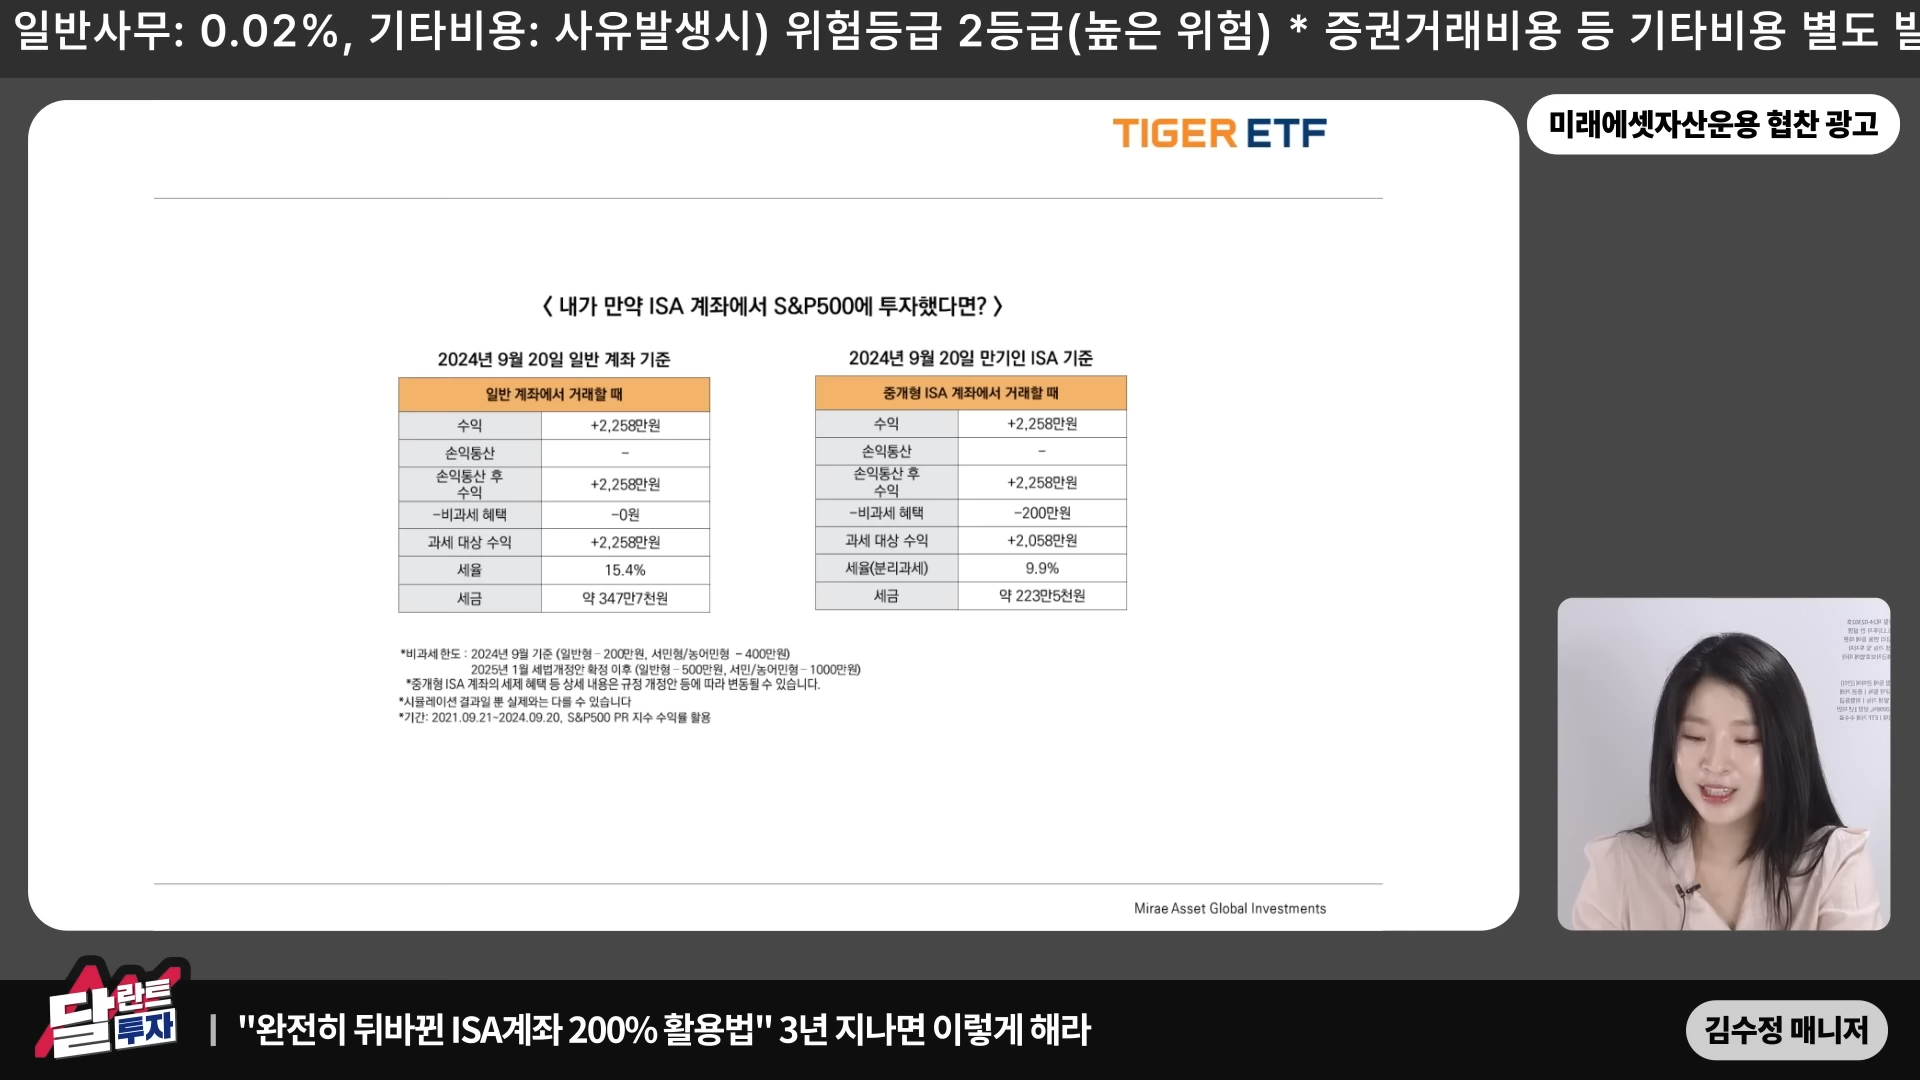 일반사무: 0.02%, 기타비용: 사유발생시) 위험등급 2등급(높은 위험) * 증권거래비용 등 기타비용 별도
미래에셋자산운용 협찬 광고
TIGER ETF
〈 내가 만약 ISA 계좌에서 S&P500에 투자했다면? 〉
2024년 9월 20일 일반 계좌 기준
일반 계좌에서 거래할 때
수익 +2,258만원
손익통산 -
손익통산 후
수익 +2,258만원
-비과세 혜택 -0원
과세 대상 수익 +2,258만원
세율 15.4%
세금 약 347만7천원
2024년 9월 20일 만기인 ISA 기준
중개형 ISA 계좌에서 거래할 때
수익 +2,258만원
손익통산 -
손익통산 후
수익 +2,258만원
-비과세 혜택 -200만원
과세 대상 수익 +2,058만원
세율(분리과세) 9.9%
세금 약 223만5천원
*비과세한도 : 2024년 9월 기준 (일반형 - 200만원, 서민형/농어민형 - 400만원)
2025년 1월 세법개정안 확정 이후 (일반형 - 500만원, 서민/농어민형 - 1000만원)
*중개형 ISA 계좌의 세제 혜택 등 상세 내용은 규정 개정안 등에 따라 변동될 수 있습니다.
*시뮬레이션 결과일 뿐 실제와는 다를 수 있습니다
*기간: 2021.09.21~2024.09.20, S&P500 PR 지수 수익률 활용
Mirae Asset Global Investments
달란트
투자
| "완전히 뒤바뀐 ISA계좌 200% 활용법" 3년 지나면 이렇게 해라
김수정 매니저